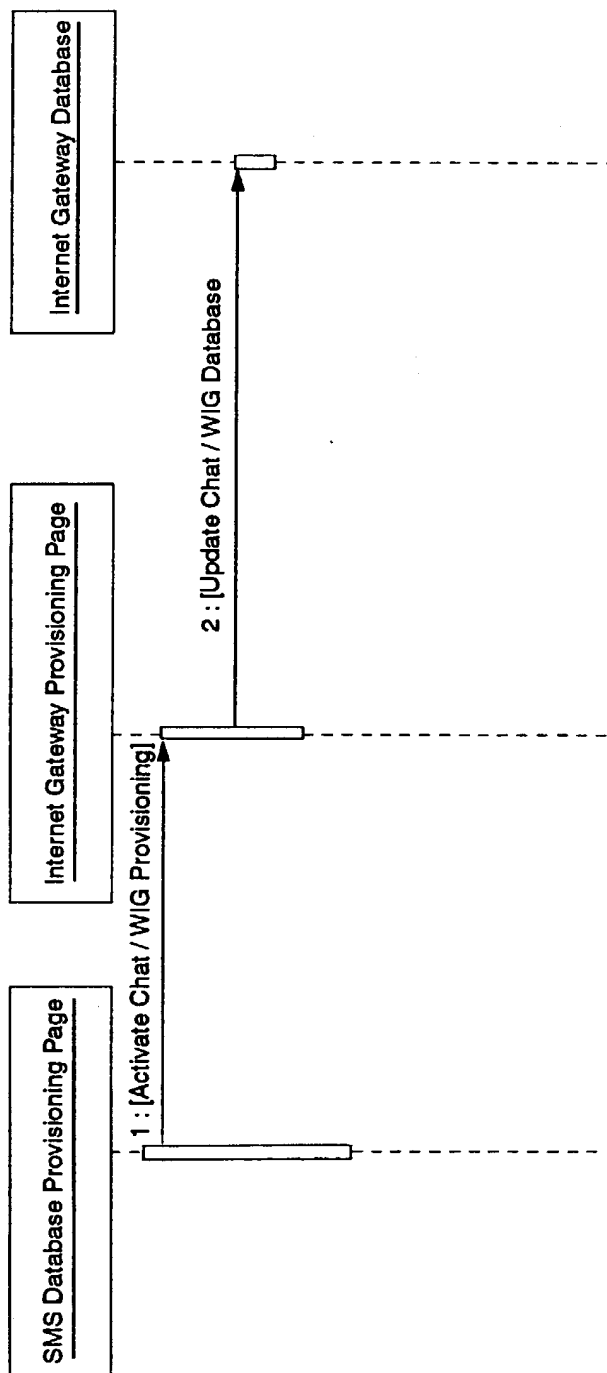 SMS Database Provisioning Page
Internet Gateway Provisioning Page
Internet Gateway Database
1 : [Activate Chat / WIG Provisioning]
2 : [Update Chat / WIG Database